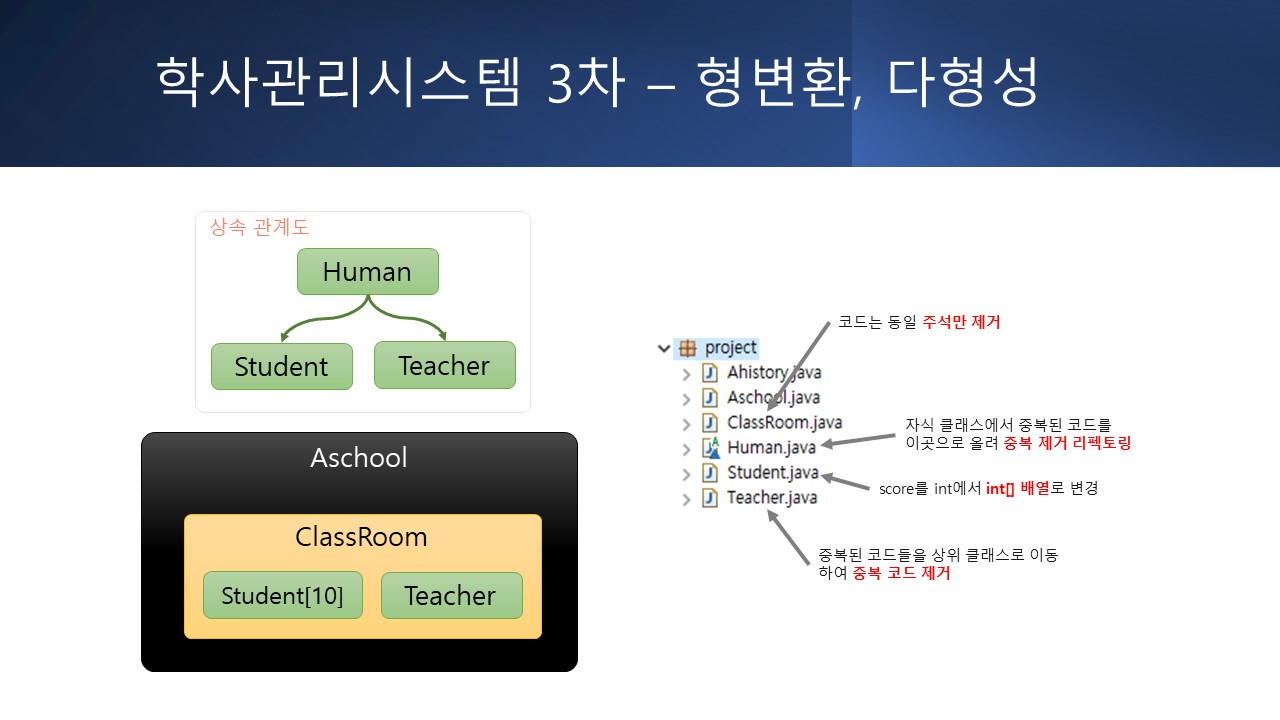 학사관리시스템 3차 – 형변환, 다형성
상속 관계도
Human
Student
Teacher
Aschool
ClassRoom
Student[10]
Teacher
project
Ahistory.java
Aschool.java
ClassRoom.java
Human.java
Student.java
Teacher.java
코드는 동일 주석만 제거
자식 클래스에서 중복된 코드를
이곳으로 올려 중복 제거 리펙토링
score를 int에서 int[] 배열로 변경
중복된 코드들을 상위 클래스로 이동
하여 중복 코드 제거